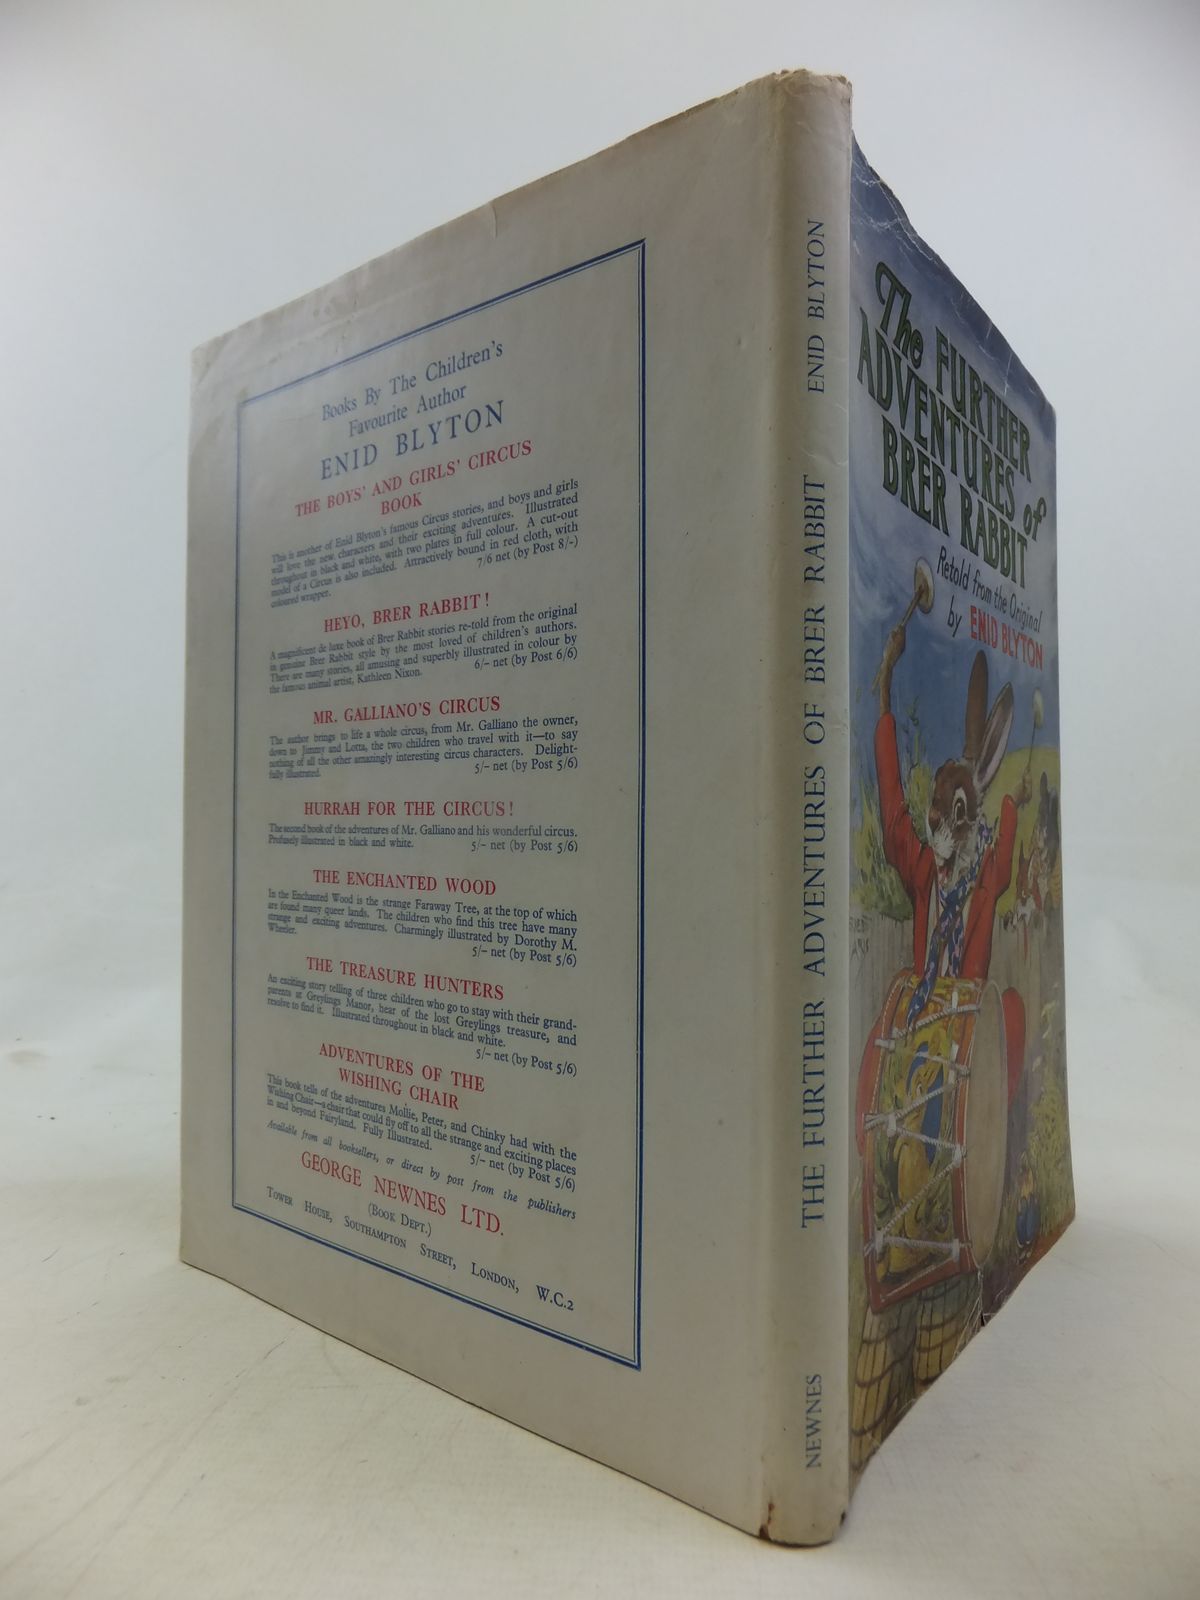 Books By The Children's
Favourite Author
ENID BLYTON
THE BOYS' AND GIRLS' CIRCUS
BOOK
This is another of Enid Blyton's famous Circus stories, and boys and girls
will love the new characters and their exciting adventures. Illustrated
throughout in black and white, with two plates in full colour. A cut-out
model of a Circus is also included. Attractively bound in red cloth, with
coloured wrapper.
7/6 net (by Post 8/-)
HEYO, BRER RABBIT!
A magnificent de luxe book of Brer Rabbit stories re-told from the original
in genuine Brer Rabbit style by the most loved of children's authors.
There are many stories, all amusing and superbly illustrated in colour by
the famous animal artist, Kathleen Nixon.
6/- net (by Post 6/6)
MR. GALLIANO'S CIRCUS
The author brings to life a whole circus, from Mr. Galliano the owner,
down to Jimmy and Lotta, the two children who travel with it—to say
nothing of all the other amazingly interesting circus characters. Delight-
fully illustrated.
5/- net (by Post 5/6)
HURRAH FOR THE CIRCUS!
The second book of the adventures of Mr. Galliano and his wonderful circus.
Profusely illustrated in black and white.
5/- net (by Post 5/6)
THE ENCHANTED WOOD
In the Enchanted Wood is the strange Faraway Tree, at the top of which
are found many queer lands. The children who find this tree have many
strange and exciting adventures. Charmingly illustrated by Dorothy M.
Wheeler.
5/- net (by Post 5/6)
THE TREASURE HUNTERS
An exciting story telling of three children who go to stay with their grand-
parents at Greylings Manor, hear of the lost Greylings treasure, and
resolve to find it. Illustrated throughout in black and white.
5/- net (by Post 5/6)
ADVENTURES OF THE
WISHING CHAIR
This book tells of the adventures Mollie, Peter, and Chinky had with the
Wishing Chair—a chair that could fly off to all the strange and exciting places
in and beyond Fairyland. Fully Illustrated.
5/- net (by Post 5/6)
Available from all booksellers, or direct by post from the publishers
GEORGE NEWNES LTD.
(BOOK DEPT.)
TOWER HOUSE, SOUTHAMPTON STREET, LONDON, W.C.2
THE FURTHER ADVENTURES OF BRER RABBIT ENID BLYTON
NEWNES
The FURTHER
ADVENTURES of
BRER RABBIT
Retold from the Original
by ENID BLYTON